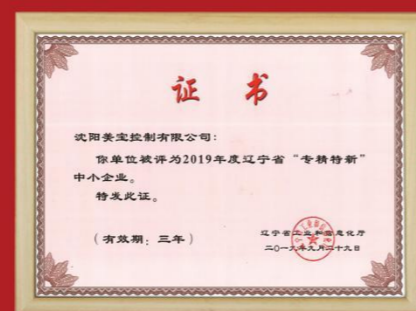 证 书
沈阳美宝控制有限公司：
你单位被评为2019年度辽宁省“专精特新”
中小企业。
特发此证。
（有效期：三年）
辽宁省工业和信息化厅
二〇一九年九月二十九日